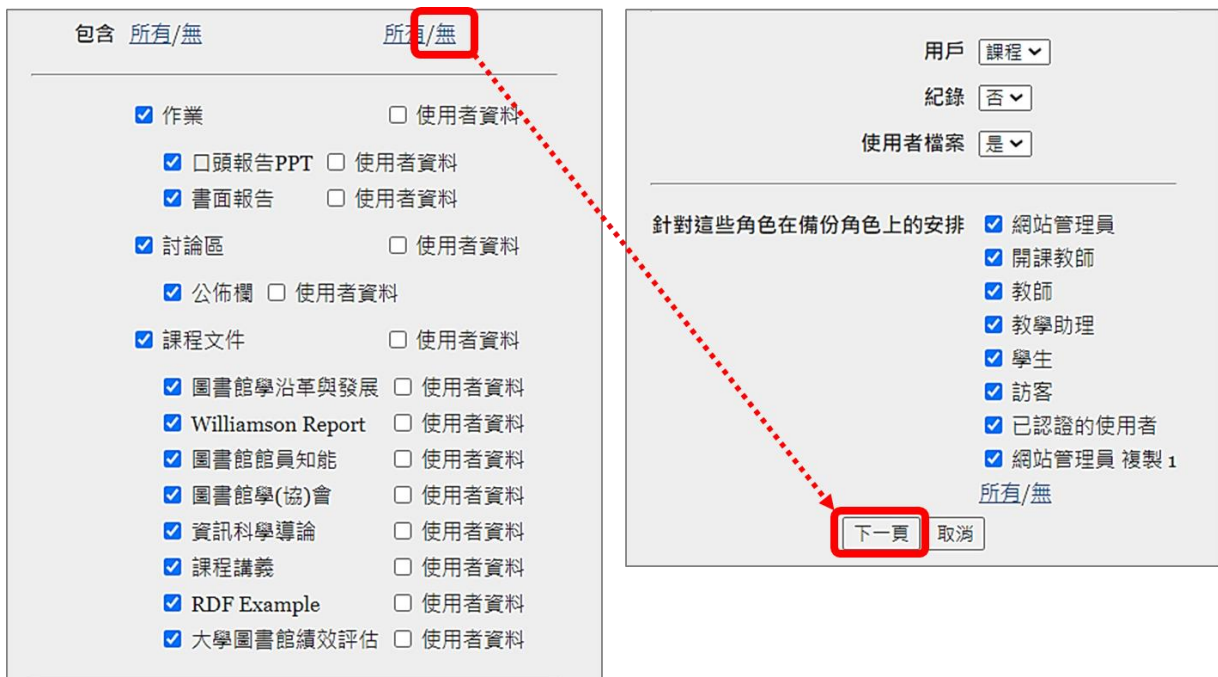 包含 所有/無 所有/無
作業 使用者資料
口頭報告PPT 使用者資料
書面報告 使用者資料
討論區 使用者資料
公佈欄 使用者資料
課程文件 使用者資料
圖書館學沿革與發展 使用者資料
Williamson Report 使用者資料
圖書館館員知能 使用者資料
圖書館學(協)會 使用者資料
資訊科學導論 使用者資料
課程講義 使用者資料
RDF Example 使用者資料
大學圖書館績效評估 使用者資料
用戶 課程
紀錄 否
使用者檔案 是
針對這些角色在備份角色上的安排 網站管理員
開課教師
教師
教學助理
學生
訪客
已認證的使用者
網站管理員 複製 1
所有/無
下一頁 取消